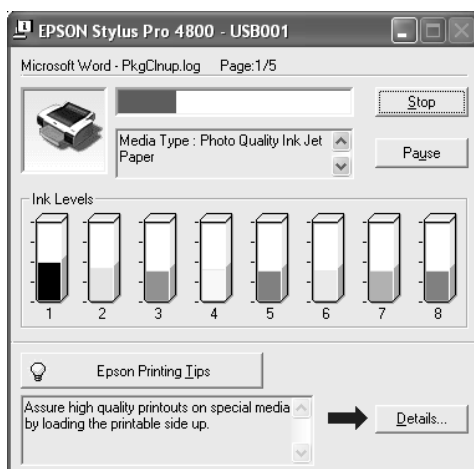 EPSON Stylus Pro 4800 - USB001
Microsoft Word - PkgClnup.log Page:1/5
Stop
Media Type : Photo Quality Ink Jet
Paper
Pause
Ink Levels
1 2 3 4 5 6 7 8
Epson Printing Tips
Assure high quality printouts on special media
by loading the printable side up.
Details...